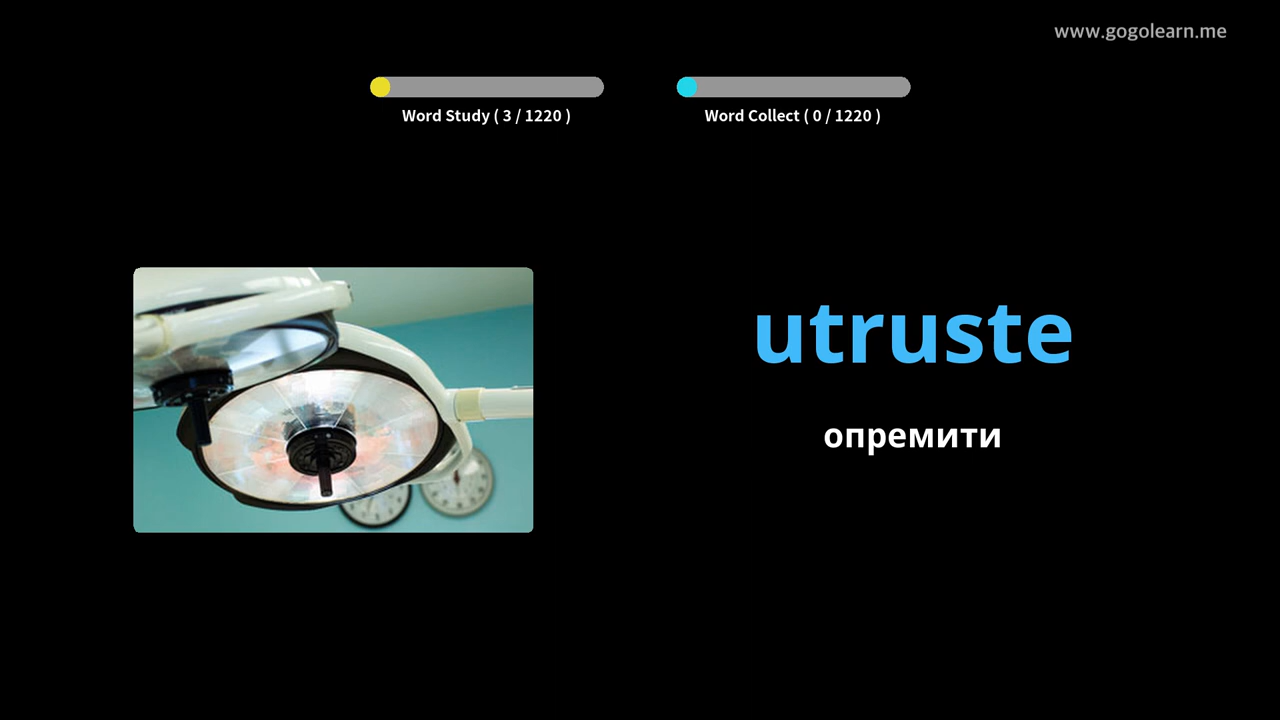 www.gogolearn.me
Word Study ( 3 / 1220 )
Word Collect ( 0 / 1220 )
utruste
опремити